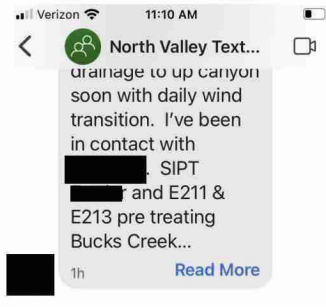 Verizon 11:10 AM
North Valley Text...
drainage to up canyon
soon with daily wind
transition. I've been
in contact with
. SIPT
r and E211 &
E213 pre treating
Bucks Creek...
1h Read More